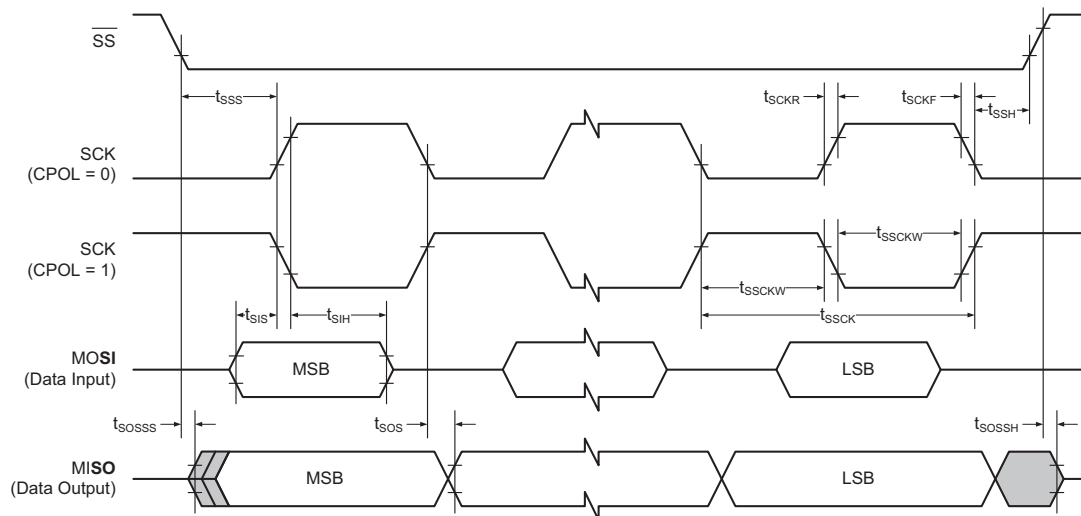 SS
tSSS
tSCKR
tSCKF
tSSH
SCK
(CPOL = 0)
SCK
(CPOL = 1)
tSSCKW
tSSCKW
tSSCK
tSIS
tSIH
MOSI
(Data Input)
MSB
LSB
tSOSSS
tSOS
tSOSSH
MISO
(Data Output)
MSB
LSB